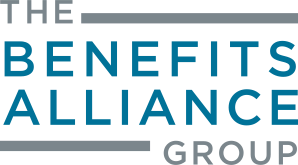 THE
BENEFITS
ALLIANCE
GROUP